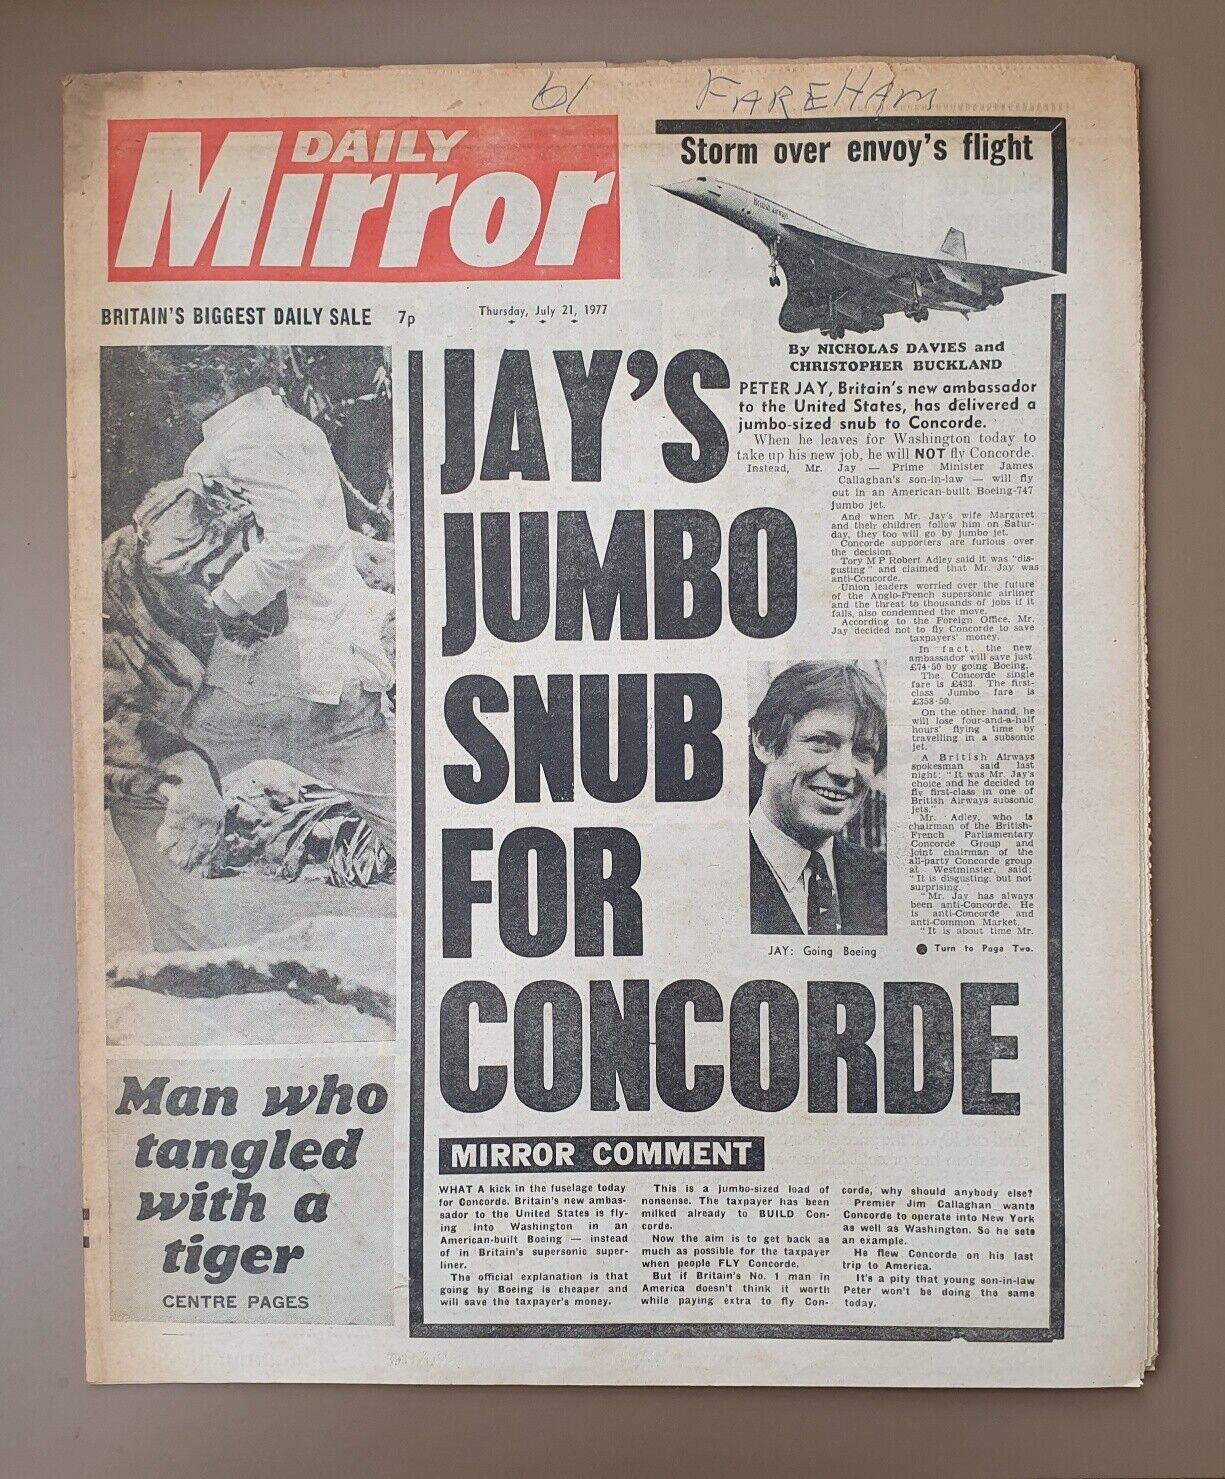 61 FAREHAM
DAILY
Mirror
BRITAIN'S BIGGEST DAILY SALE 7p Thursday, July 21, 1977
Storm over envoy's flight
British airways
By NICHOLAS DAVIES and
CHRISTOPHER BUCKLAND
JAY'S
JUMBO
SNUB
FOR
CONCORDE
PETER JAY, Britain's new ambassador
to the United States, has delivered a
jumbo-sized snub to Concorde.
When he leaves for Washington today to
take up his new job, he will NOT fly Concorde.
Instead, Mr. Jay — Prime Minister James
Callaghan's son-in-law — will fly
out in an American-built Boeing-747
Jumbo jet.
And when Mr. Jay's wife Margaret
and their children follow him on Satur-
day, they too will go by jumbo jet.
Concorde supporters are furious over
the decision.
Tory M P Robert Adley said it was "dis-
gusting" and claimed that Mr. Jay was
anti-Concorde.
Union leaders worried over the future
of the Anglo-French supersonic airliner
and the threat to thousands of jobs if it
fails, also condemned the move.
According to the Foreign Office, Mr.
Jay decided not to fly Concorde to save
taxpayers' money.
In fact, the new
ambassador will save just
£74·50 by going Boeing.
The Concorde single
fare is £433. The first-
class Jumbo fare is
£358·50.
On the other hand, he
will lose four-and-a-half
hours' flying time by
travelling in a subsonic
jet.
A British Airways
spokesman said last
night: "It was Mr. Jay's
choice and he decided to
fly first-class in one of
British Airways subsonic
jets."
Mr. Adley, who is
chairman of the British-
French Parliamentary
Concorde Group and
joint chairman of the
all-party Concorde group
at Westminster, said:
"It is disgusting, but not
surprising.
"Mr. Jay has always
been anti-Concorde. He
is anti-Concorde and
anti-Common Market.
"It is about time Mr.
Turn to Page Two.
JAY: Going Boeing
Man who
tangled
with a
tiger
CENTRE PAGES
MIRROR COMMENT
WHAT A kick in the fuselage today
for Concorde. Britain's new ambas-
sador to the United States is fly-
ing into Washington in an
American-built Boeing — instead
of in Britain's supersonic super-
liner.
The official explanation is that
going by Boeing is cheaper and
will save the taxpayer's money.
This is a jumbo-sized load of
nonsense. The taxpayer has been
milked already to BUILD Con-
corde.
Now the aim is to get back as
much as possible for the taxpayer
when people FLY Concorde.
But if Britain's No. 1 man in
America doesn't think it worth
while paying extra to fly Con-
corde, why should anybody else?
Premier Jim Callaghan wants
Concorde to operate into New York
as well as Washington. So he sets
an example.
He flew Concorde on his last
trip to America.
It's a pity that young son-in-law
Peter won't be doing the same
today.